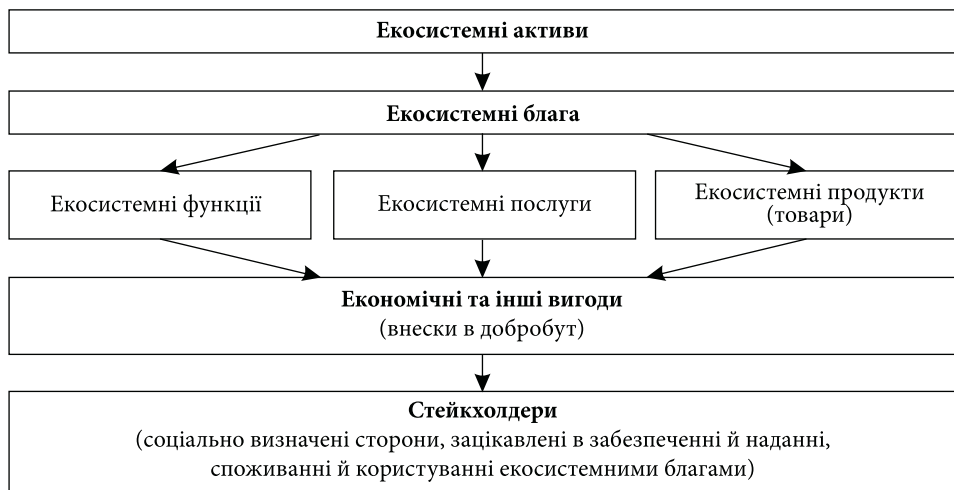 Екосистемні активи
Екосистемні блага
Екосистемні функції
Екосистемні послуги
Екосистемні продукти
(товари)
Економічні та інші вигоди
(внески в добробут)
Стейкхолдери
(соціально визначені сторони, зацікавлені в забезпеченні й наданні,
споживанні й користуванні екосистемними благами)